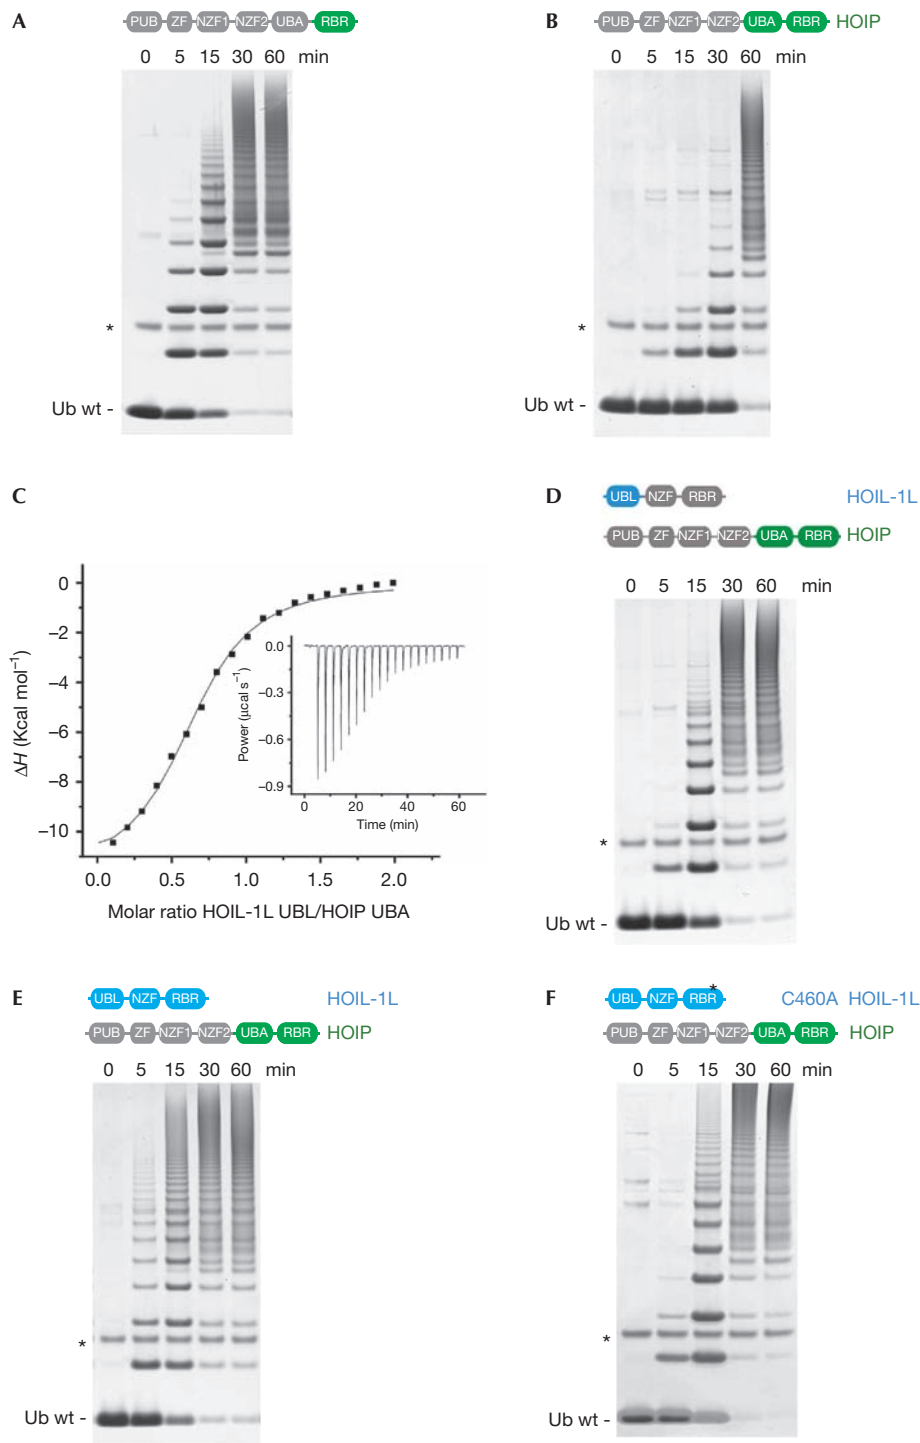 A
PUB ZF NZF1 NZF2 UBA RBR
0 5 15 30 60 min
*
Ub wt -
B
PUB ZF NZF1 NZF2 UBA RBR HOIP
0 5 15 30 60 min
*
Ub wt -
C
0
−2
−4
−6
−8
−10
ΔH (Kcal mol−1)
0.0 0.5 1.0 1.5 2.0
Molar ratio HOIL-1L UBL/HOIP UBA
0.0
−0.3
−0.6
−0.9
Power (μcal s−1)
0 20 40 60
Time (min)
D
UBL NZF RBR HOIL-1L
PUB ZF NZF1 NZF2 UBA RBR HOIP
0 5 15 30 60 min
*
Ub wt -
E
UBL NZF RBR HOIL-1L
PUB ZF NZF1 NZF2 UBA RBR HOIP
0 5 15 30 60 min
*
Ub wt -
F
UBL NZF RBR * C460A HOIL-1L
PUB ZF NZF1 NZF2 UBA RBR HOIP
0 5 15 30 60 min
*
Ub wt -